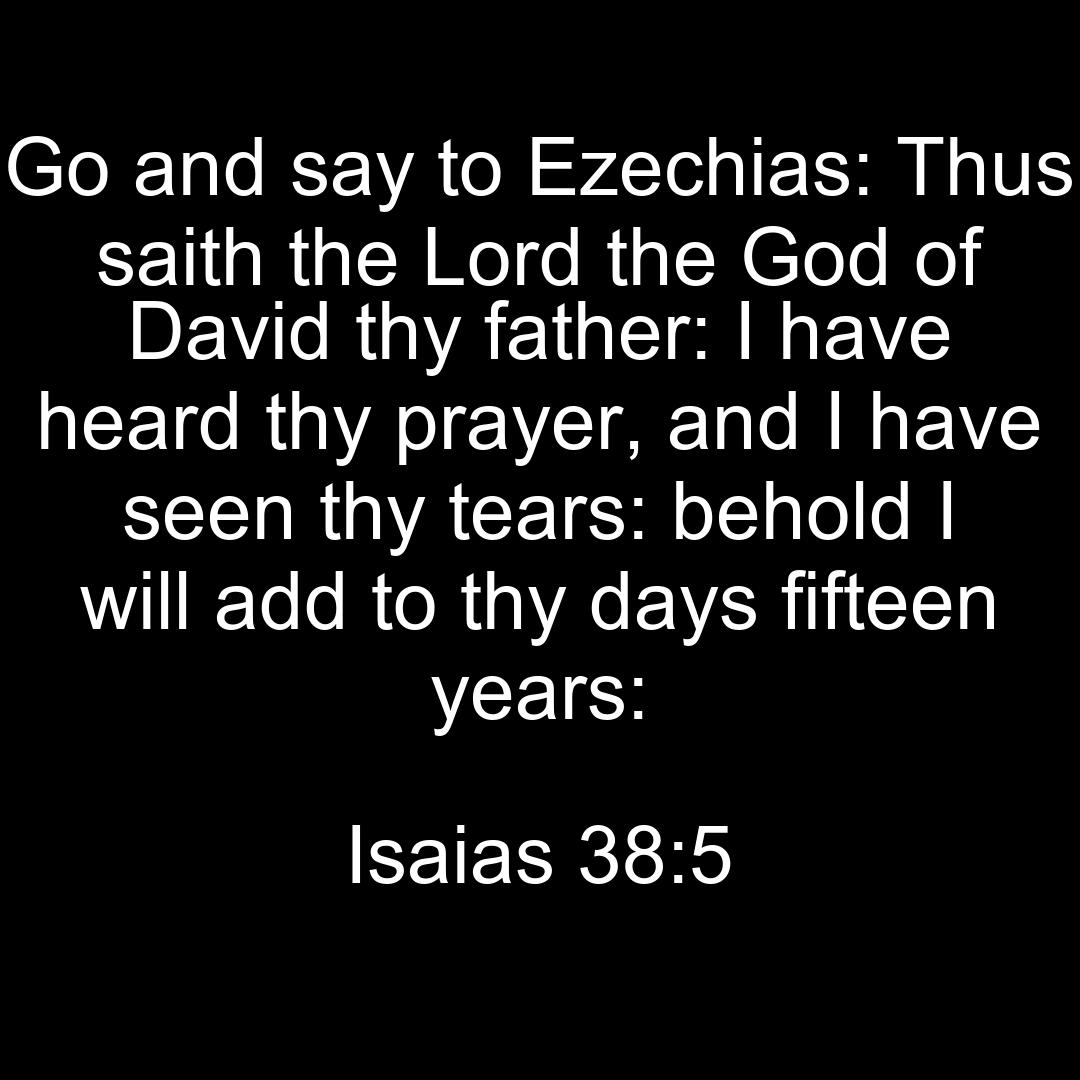 Go and say to Ezechias: Thus
saith the Lord the God of
David thy father: I have
heard thy prayer, and I have
seen thy tears: behold I
will add to thy days fifteen
years:
Isaias 38:5